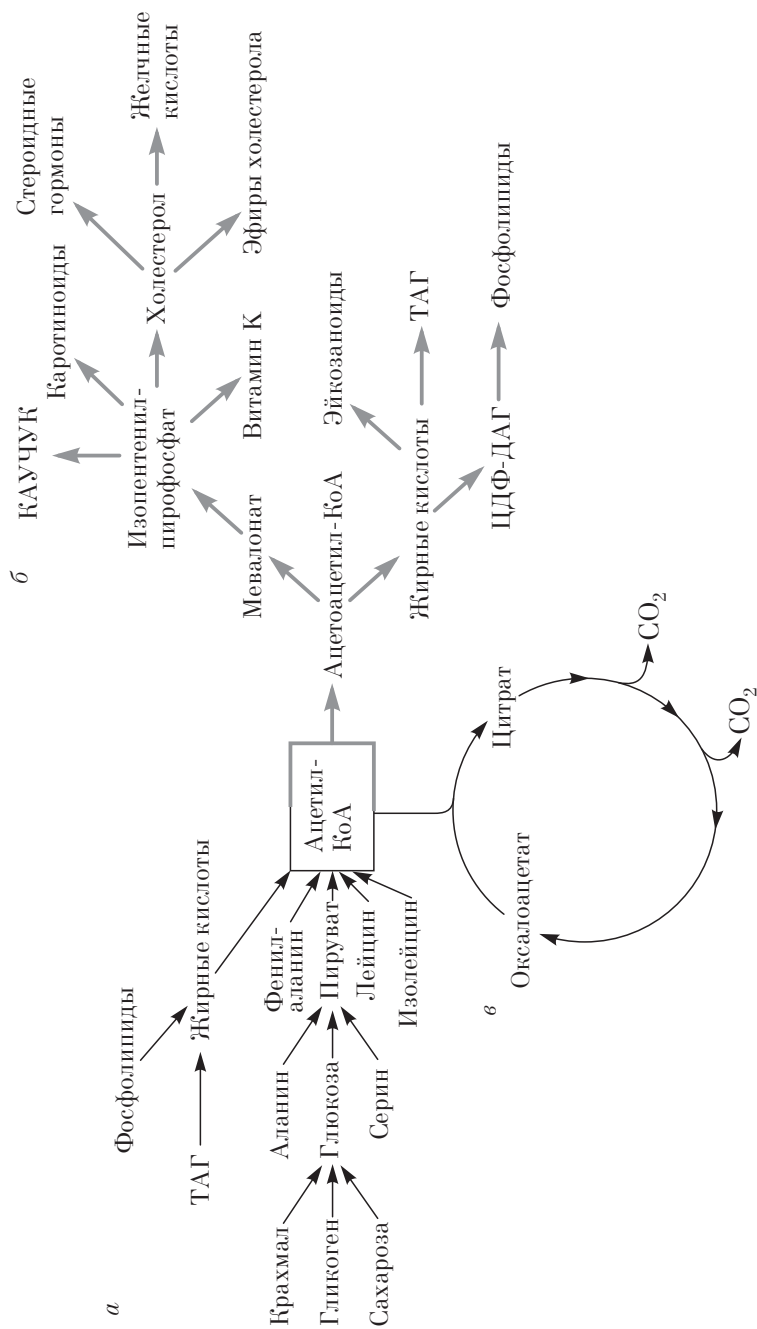 а
Фосфолипиды
ТАГ
Жирные кислоты
Крахмал
Гликоген
Сахароза
Аланин
Глюкоза
Серин
Фенил-
аланин
Пируват
Лейцин
Изолейцин
Ацетил-
КоА
б
КАУЧУК
Каротиноиды
Стероидные
гормоны
Изопентенил-
пирофосфат
Холестерол
Желчные
кислоты
Витамин К
Эфиры холестерола
Мевалонат
Ацетоацетил-КоА
Эйкозаноиды
Жирные кислоты
ТАГ
ЦДФ-ДАГ
Фосфолипиды
в
Оксалоацетат
Цитрат
CO₂
CO₂